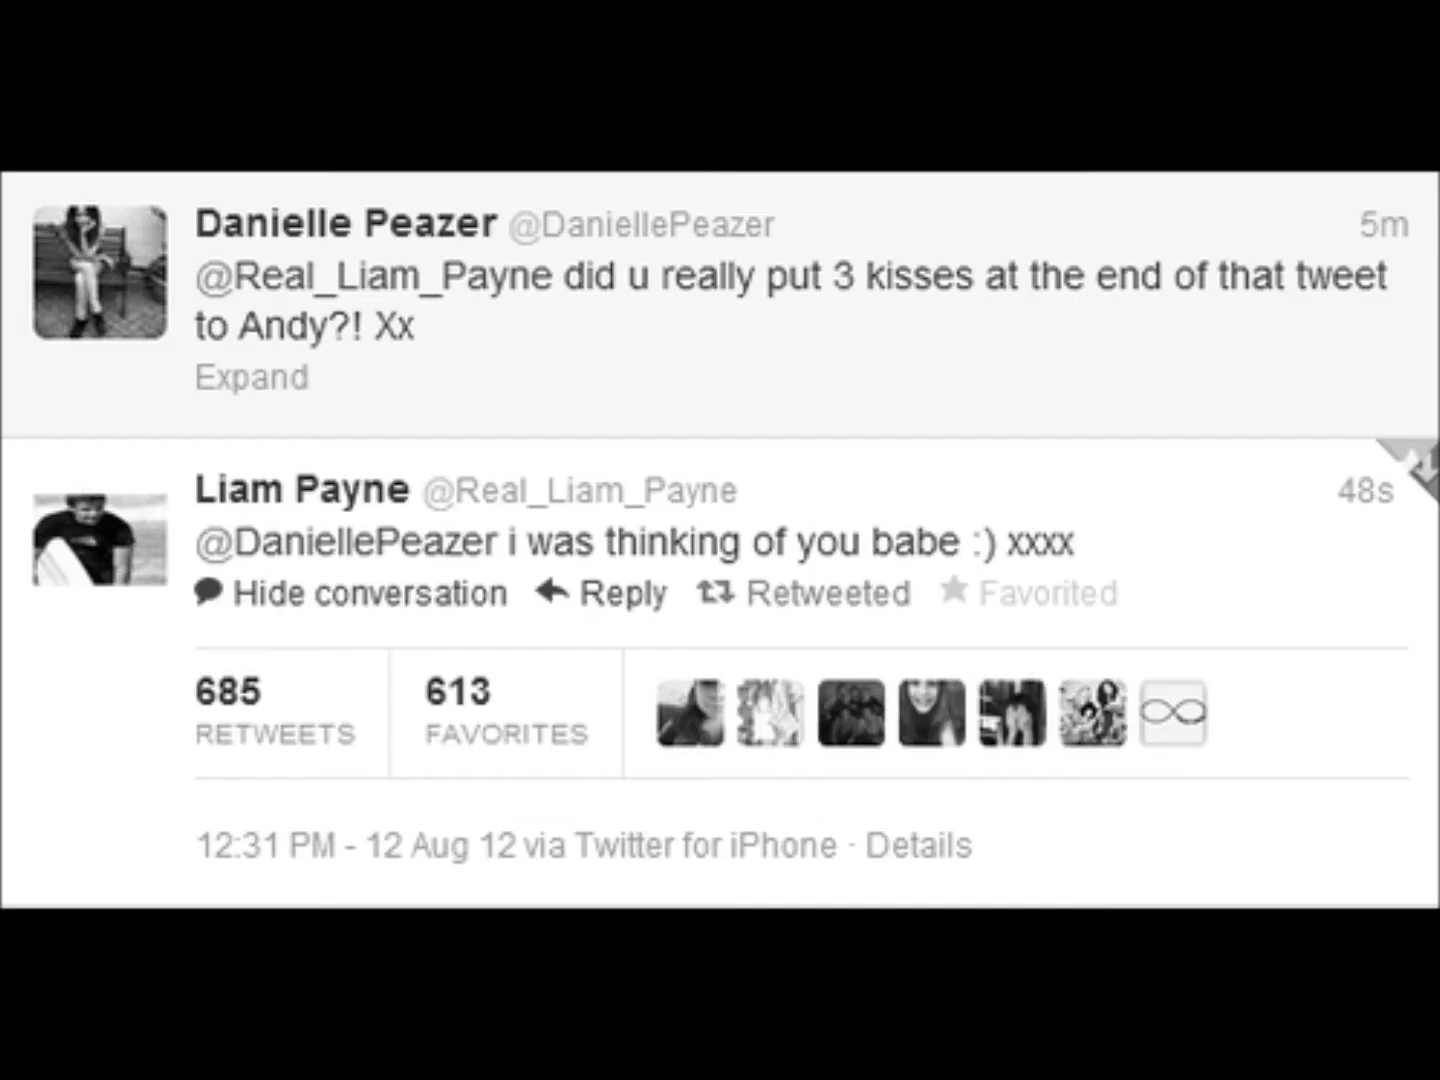 Danielle Peazer @DaniellePeazer 5m
@Real_Liam_Payne did u really put 3 kisses at the end of that tweet
to Andy?! Xx
Expand
Liam Payne @Real_Liam_Payne 48s
@DaniellePeazer i was thinking of you babe :) xxxx
Hide conversation Reply Retweeted Favorited
685 613
RETWEETS FAVORITES
12:31 PM - 12 Aug 12 via Twitter for iPhone · Details